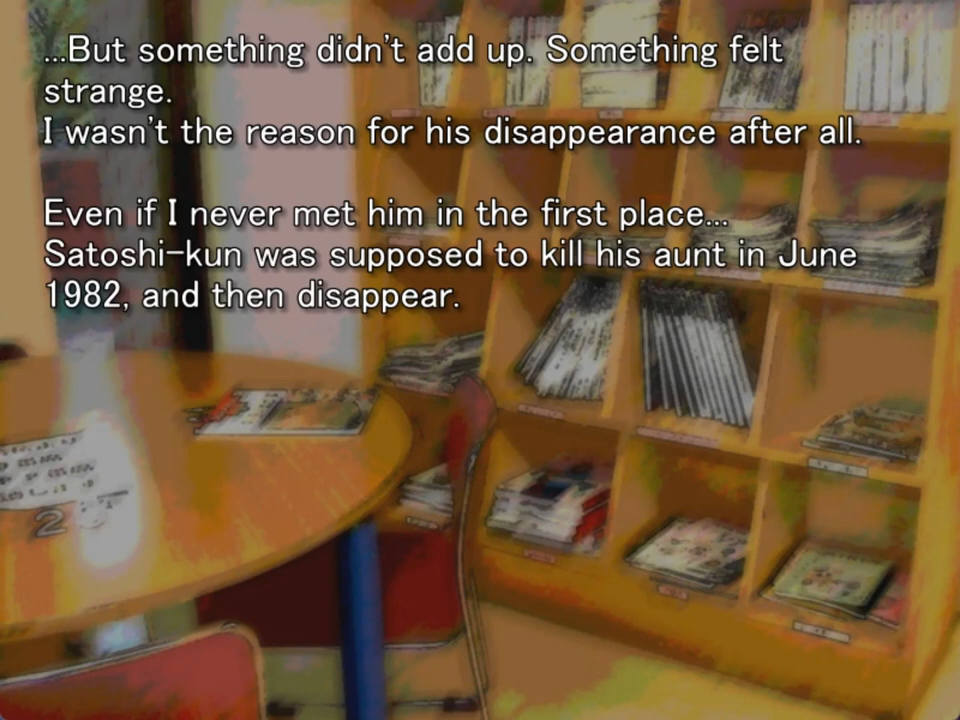 ...But something didn't add up. Something felt
strange.
I wasn't the reason for his disappearance after all.
Even if I never met him in the first place...
Satoshi-kun was supposed to kill his aunt in June
1982, and then disappear.
2